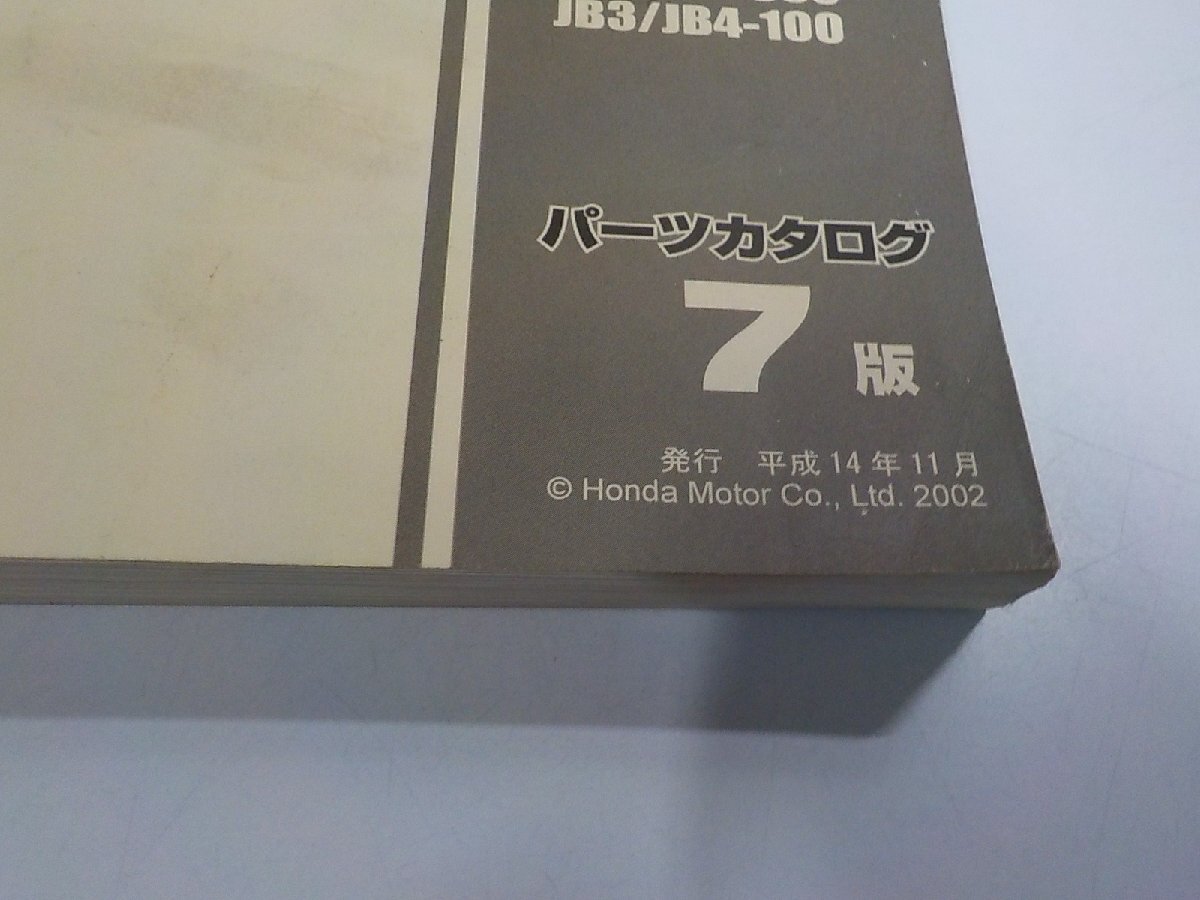 JB3/JB4-100
パーツカタログ
7版
発行 平成14年11月
© Honda Motor Co., Ltd. 2002